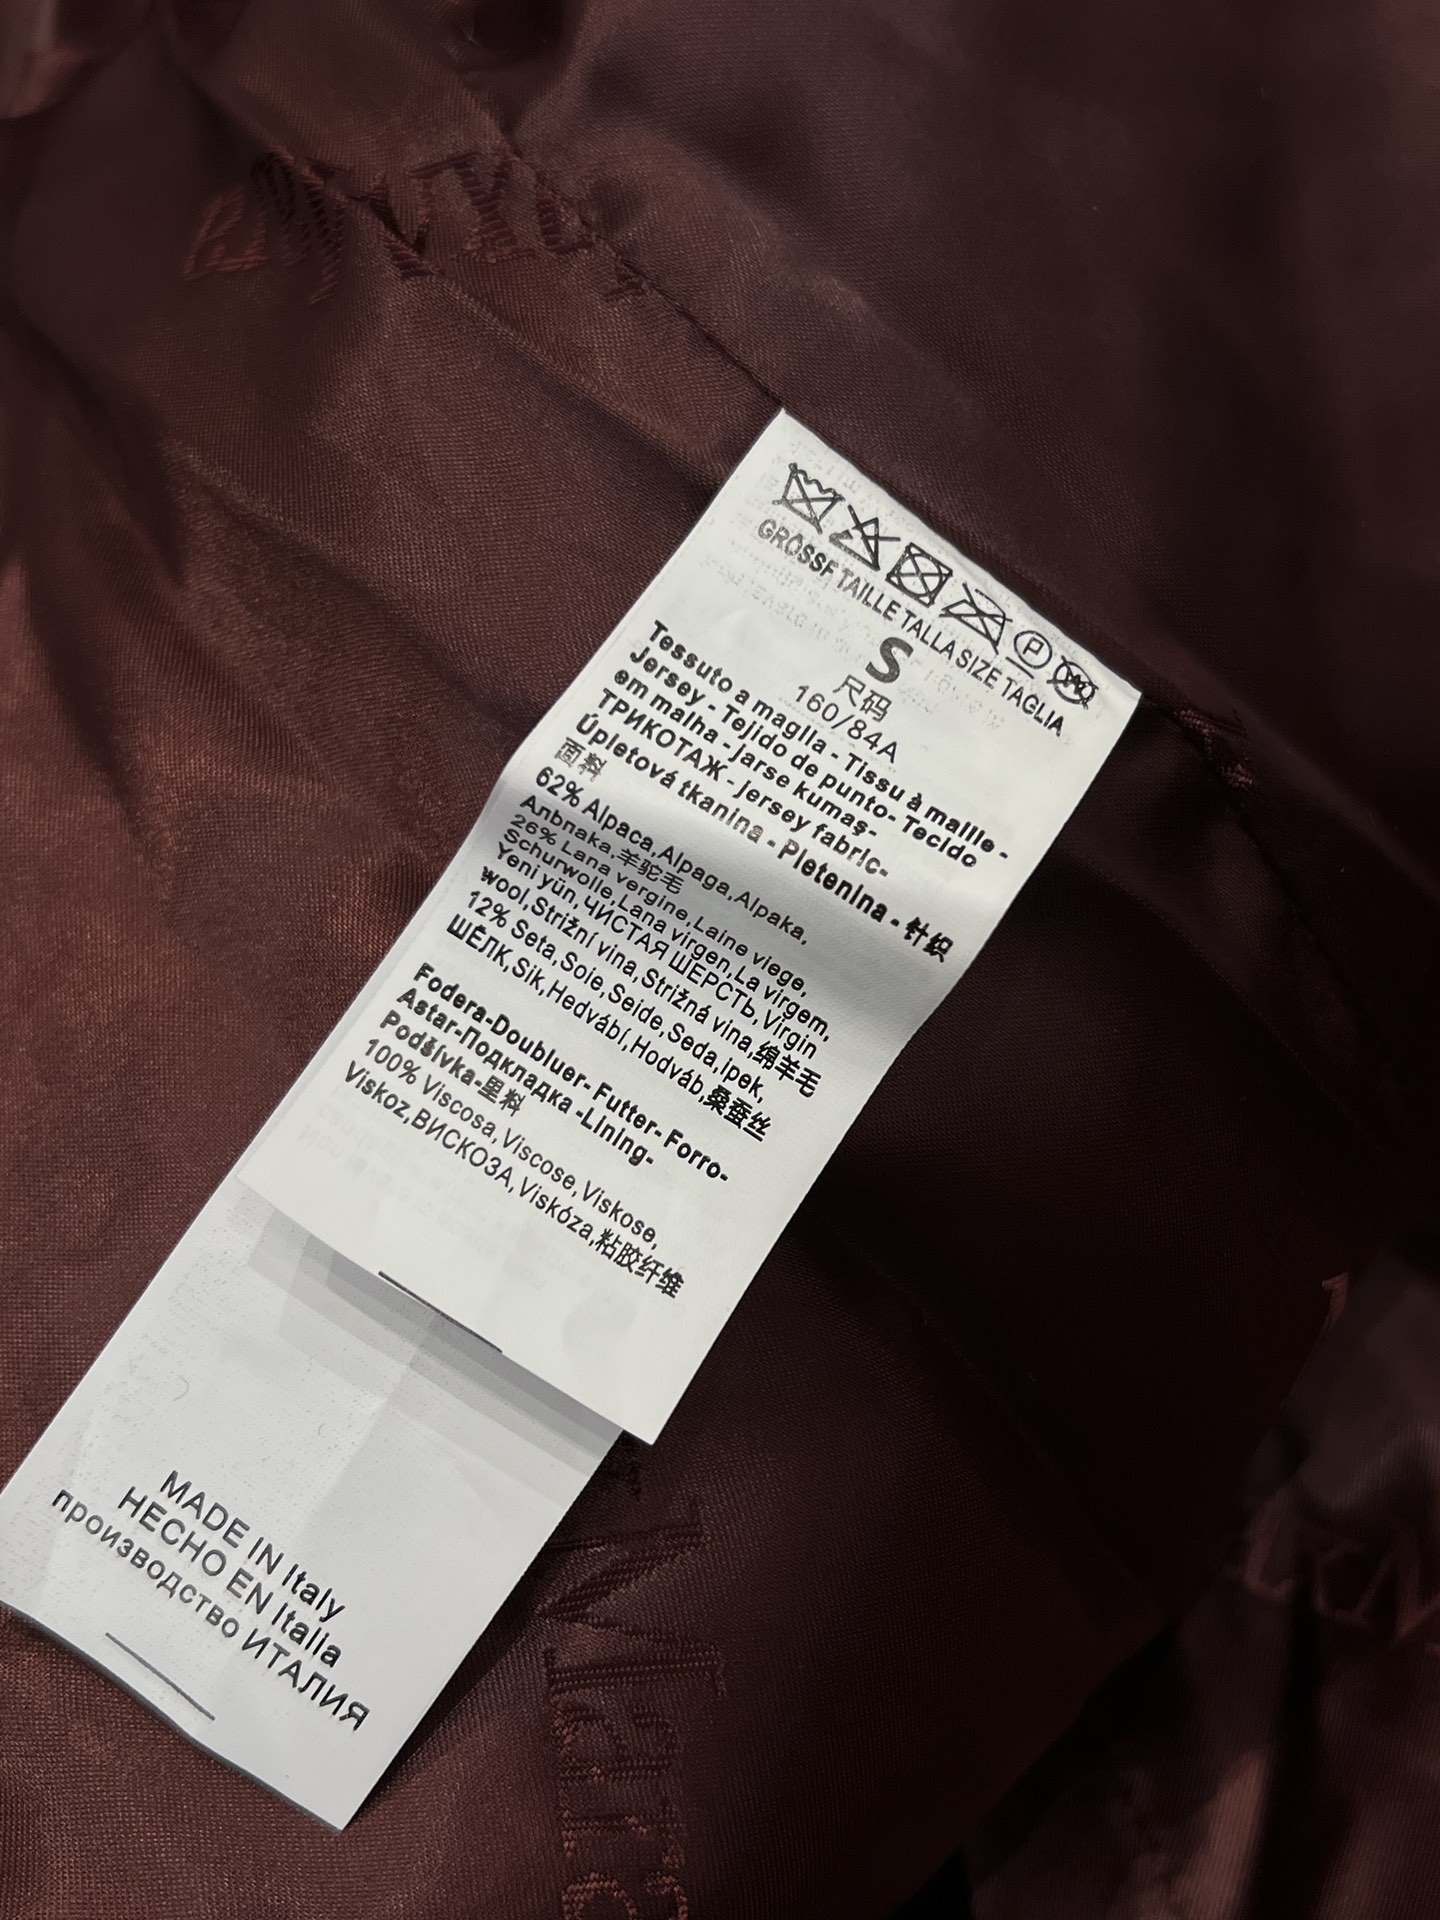 GRÖSSF TAILLE TALLA SIZE TAGLIA
S
尺码
160/84A
Tessuto a maglia - Tissu à maille -
Jersey - Tejido de punto- Tecido
em malha - Jarse kumaş-
ТРИКОТАЖ - jersey fabric-
Úpletová tkanina - Pletenina - 针织
面料
62% Alpaca,Alpaga,Alpaka,
Aлbnaka,羊驼毛
26% Lana vergine,Laine viege,
Schurwolle,Lana virgen,La virgem,
Yeni yün,ЧИСТАЯ ШЕРСТЬ,Virgin
wool,Strižní vina,Strižná vina,绵羊毛
12% Seta,Soie,Seide,Seda,ipek,
ШЁЛК,Sik,Hedvábí,Hodváb,桑蚕丝
Fodera-Doubluer- Futter- Forro-
Astar-Подкладка -Lining-
Podšívka-里料
100% Viscosa,Viscose,Viskose,
Viskoz,ВИСКОЗА,Viskóza,粘胶纤维
MADE IN Italy
HECHO EN Italia
производство ИТАЛИЯ